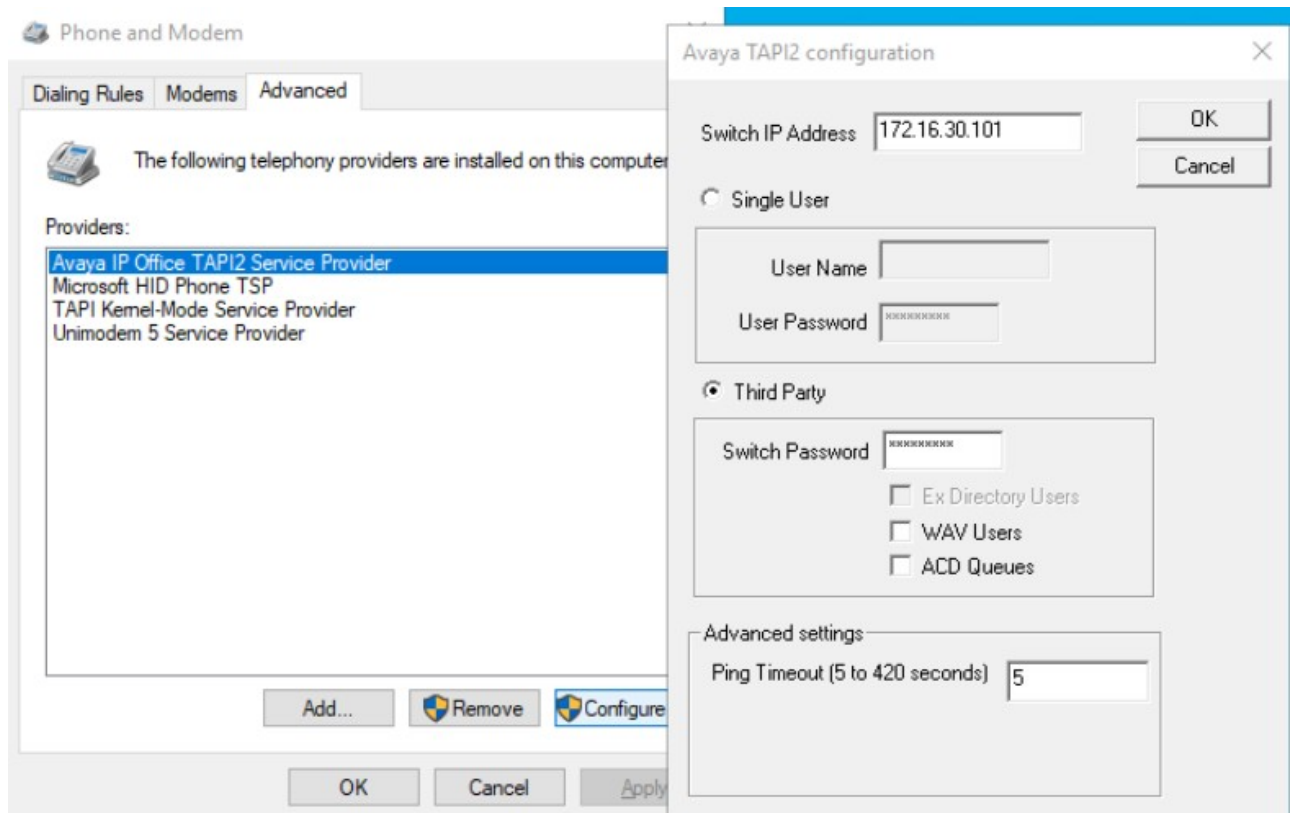 Phone and Modem
Dialing Rules
Modems
Advanced
The following telephony providers are installed on this computer
Providers:
Avaya IP Office TAPI2 Service Provider
Microsoft HID Phone TSP
TAPI Kernel-Mode Service Provider
Unimodem 5 Service Provider
Add...
Remove
Configure
OK
Cancel
Apply
Avaya TAPI2 configuration
Switch IP Address
172.16.30.101
OK
Cancel
Single User
User Name
User Password
*********
Third Party
Switch Password
*********
Ex Directory Users
WAV Users
ACD Queues
Advanced settings
Ping Timeout (5 to 420 seconds)
5